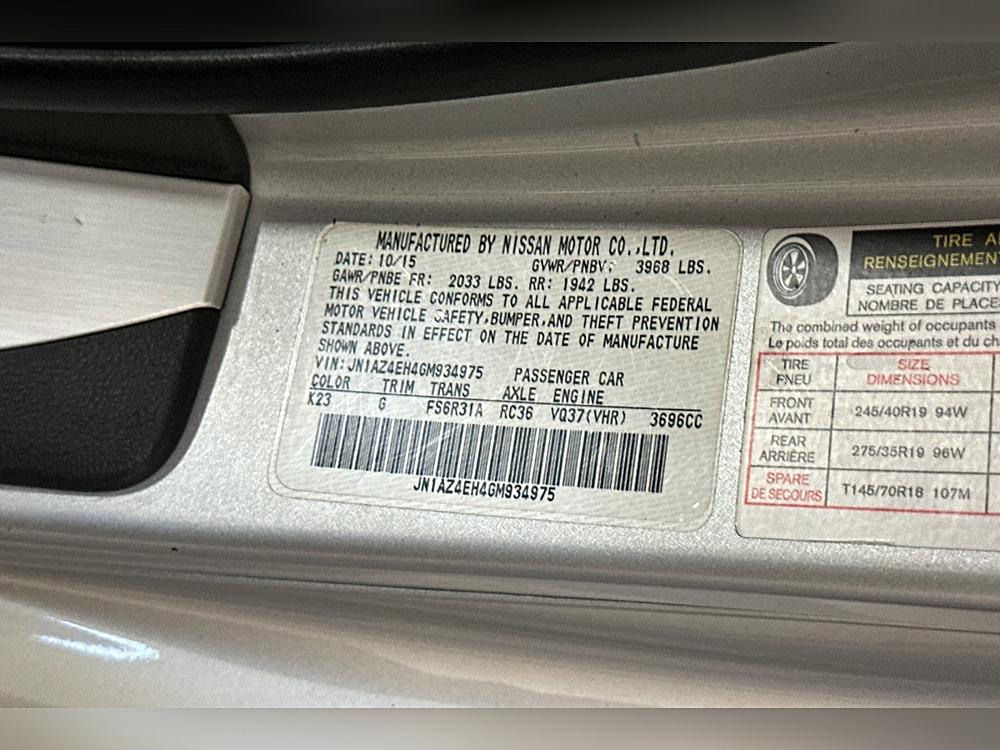 MANUFACTURED BY NISSAN MOTOR CO.,LTD.
DATE: 10/15 GVWR/PNBV: 3968 LBS.
GAWR/PNBE FR: 2033 LBS. RR: 1942 LBS.
THIS VEHICLE CONFORMS TO ALL APPLICABLE FEDERAL
MOTOR VEHICLE SAFETY,BUMPER,AND THEFT PREVENTION
STANDARDS IN EFFECT ON THE DATE OF MANUFACTURE
SHOWN ABOVE.
VIN:JN1AZ4EH4GM934975 PASSENGER CAR
COLOR TRIM TRANS AXLE ENGINE
K23 G FS6R31A RC36 VQ37(VHR) 3696CC
JN1AZ4EH4GM934975
TIRE
RENSEIGNEMEN
SEATING CAPACITY
NOMBRE DE PLACE
The combined weight of occupants
Le poids total des occupants et du
TIRE SIZE
PNEU DIMENSIONS
FRONT
AVANT 245/40R19 94W
REAR
ARRIÈRE 275/35R19 96W
SPARE
DE SECOURS T145/70R18 107M